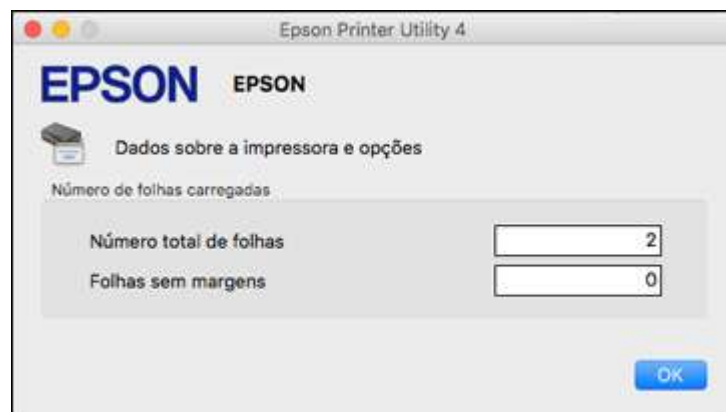 Epson Printer Utility 4
EPSON EPSON
Dados sobre a impressora e opções
Número de folhas carregadas
Número total de folhas 2
Folhas sem margens 0
OK